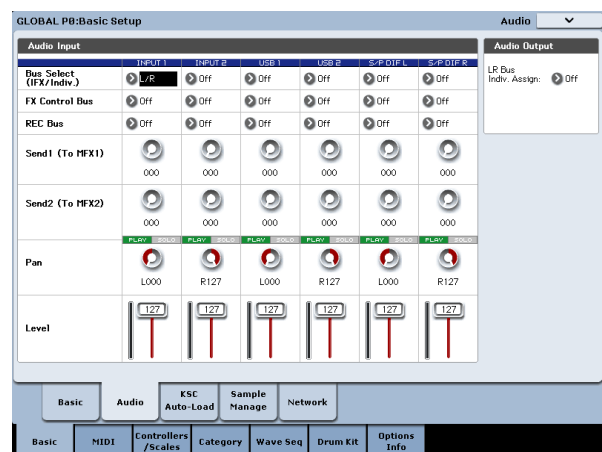 GLOBAL P0:Basic Setup Audio
Audio Input Audio Output
INPUT 1 INPUT 2 USB 1 USB 2 S/P DIF L S/P DIF R
Bus Select
(IFX/Indiv.) L/R Off Off Off Off Off
LR Bus
Indiv. Assign: Off
FX Control Bus Off Off Off Off Off Off
REC Bus Off Off Off Off Off Off
Send1 (To MFX1)
000 000 000 000 000 000
Send2 (To MFX2)
000 000 000 000 000 000
PLAY SOLO PLAY SOLO PLAY SOLO PLAY SOLO PLAY SOLO PLAY SOLO
Pan
L000 R127 L000 R127 L000 R127
127 127 127 127 127 127
Level
Basic Audio KSC
Auto-Load Sample
Manage Network
Basic MIDI Controllers
/Scales Category Wave Seq Drum Kit Options
Info